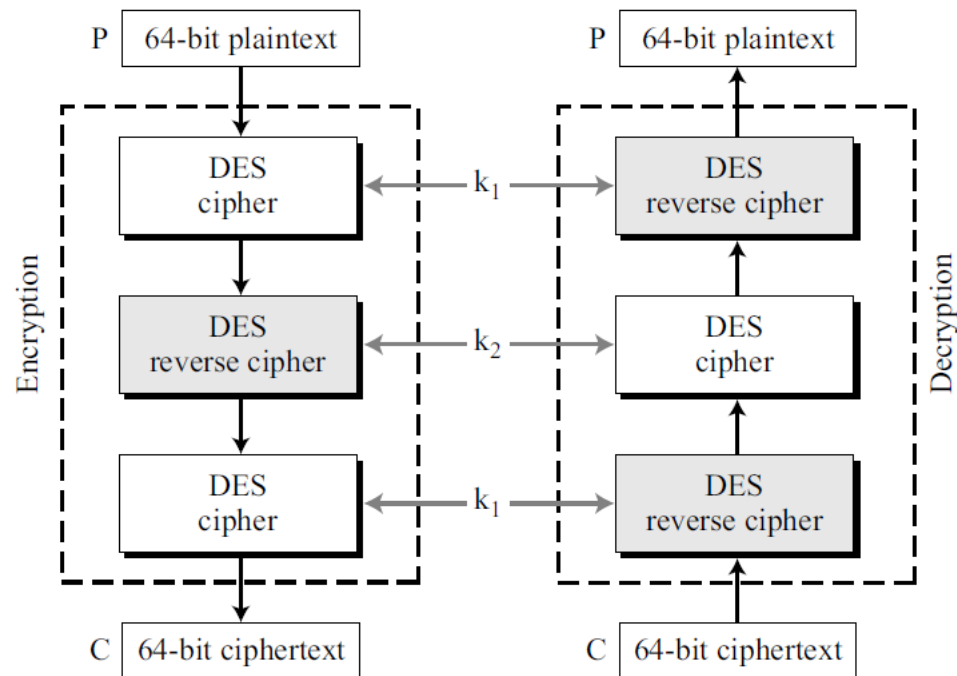 P 64-bit plaintext
P 64-bit plaintext
Encryption
DES
cipher
k₁
DES
reverse cipher
DES
reverse cipher
k₂
DES
cipher
DES
cipher
k₁
DES
reverse cipher
Decryption
C 64-bit ciphertext
C 64-bit ciphertext